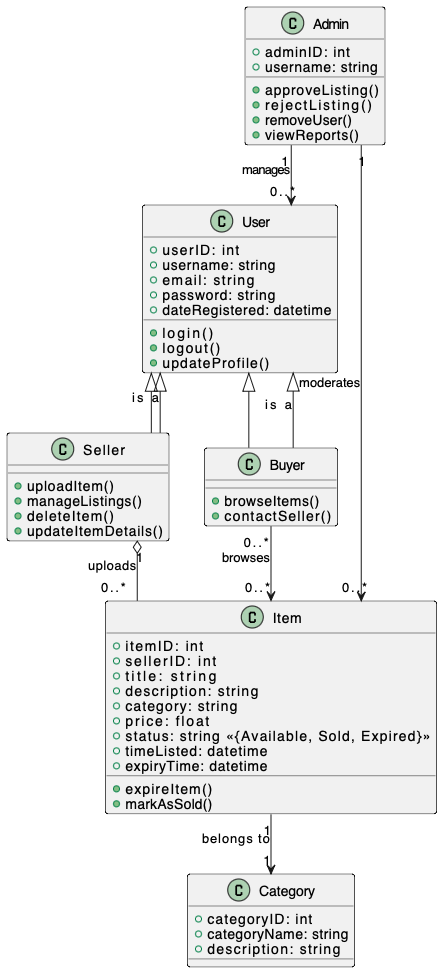 C Admin
adminID: int
username: string
approveListing()
rejectListing()
removeUser()
viewReports()
1
1
manages
0..*
C User
userID: int
username: string
email: string
password: string
dateRegistered: datetime
login()
logout()
updateProfile()
moderates
is a
is a
C Seller
uploadItem()
manageListings()
deleteItem()
updateItemDetails()
C Buyer
browseItems()
contactSeller()
1
uploads
0..*
0..*
browses
0..*
0..*
C Item
itemID: int
sellerID: int
title: string
description: string
category: string
price: float
status: string «{Available, Sold, Expired}»
timeListed: datetime
expiryTime: datetime
expireItem()
markAsSold()
1
belongs to
1
C Category
categoryID: int
categoryName: string
description: string